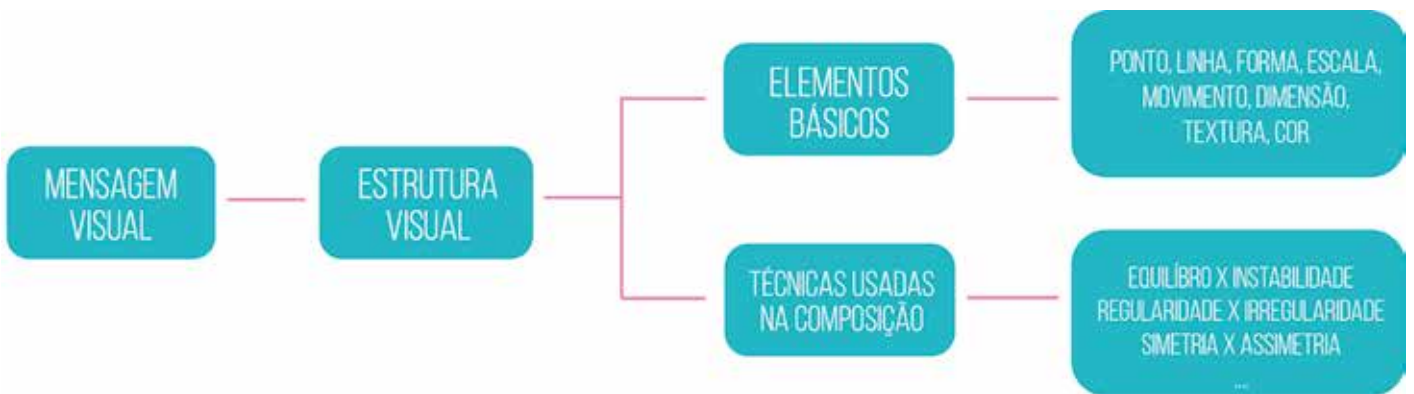 MENSAGEM
VISUAL
ESTRUTURA
VISUAL
ELEMENTOS
BÁSICOS
PONTO, LINHA, FORMA, ESCALA,
MOVIMENTO, DIMENSÃO,
TEXTURA, COR
TÉCNICAS USADAS
NA COMPOSIÇÃO
EQUILÍBRO X INSTABILIDADE
REGULARIDADE X IRREGULARIDADE
SIMETRIA X ASSIMETRIA
...